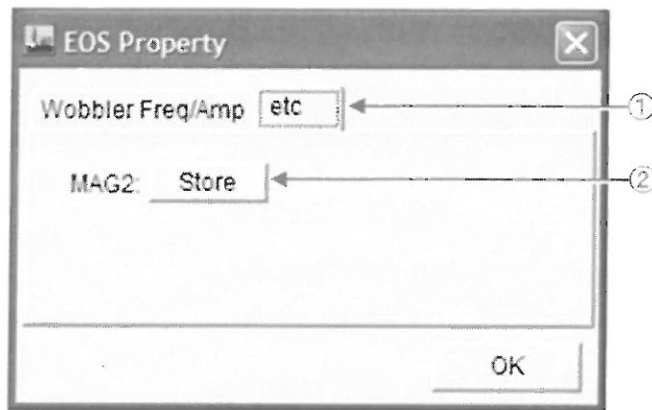 EOS Property
Wobbler Freq/Amp etc ①
MAG2: Store ②
OK